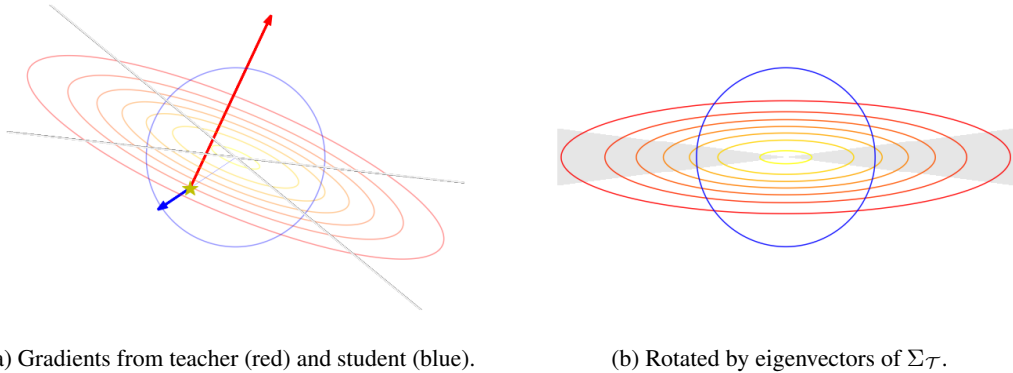 a) Gradients from teacher (red) and student (blue).
(b) Rotated by eigenvectors of Σ𝒯.